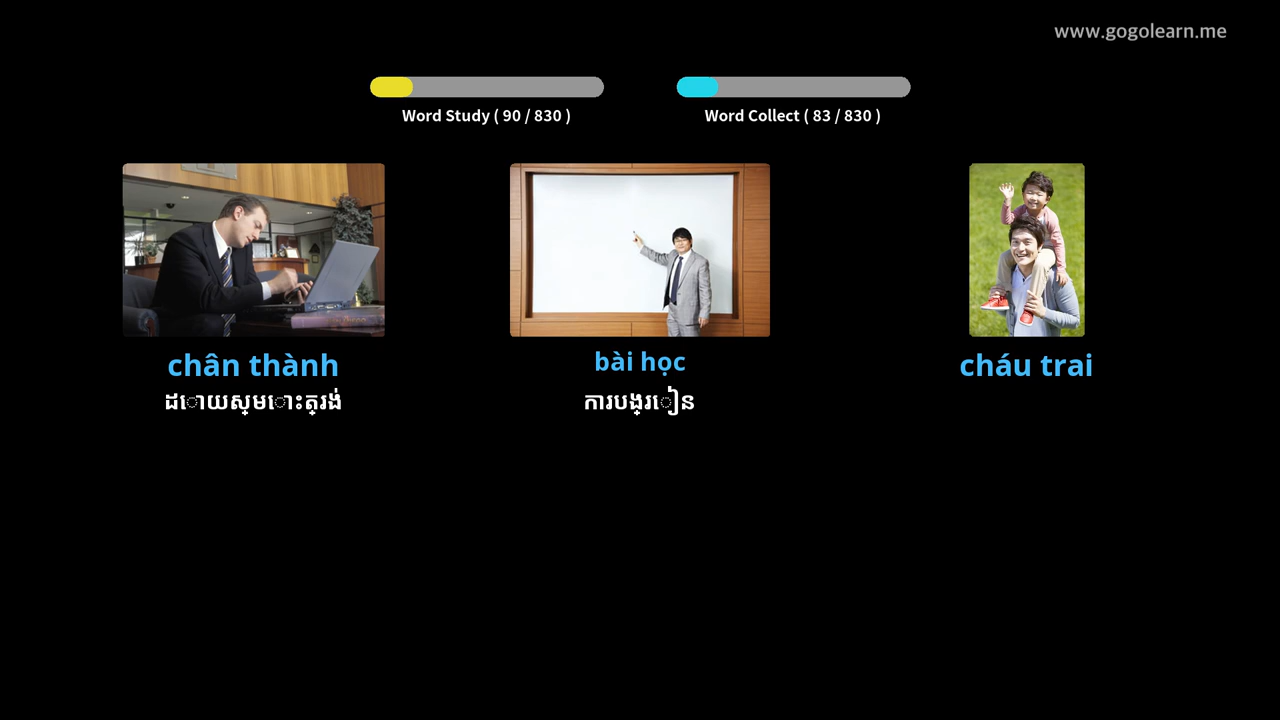 www.gogolearn.me
Word Study ( 90 / 830 )
Word Collect ( 83 / 830 )
chân thành
bài học
cháu trai
ដោយស្មោះត្រង់
ការបង្រៀន